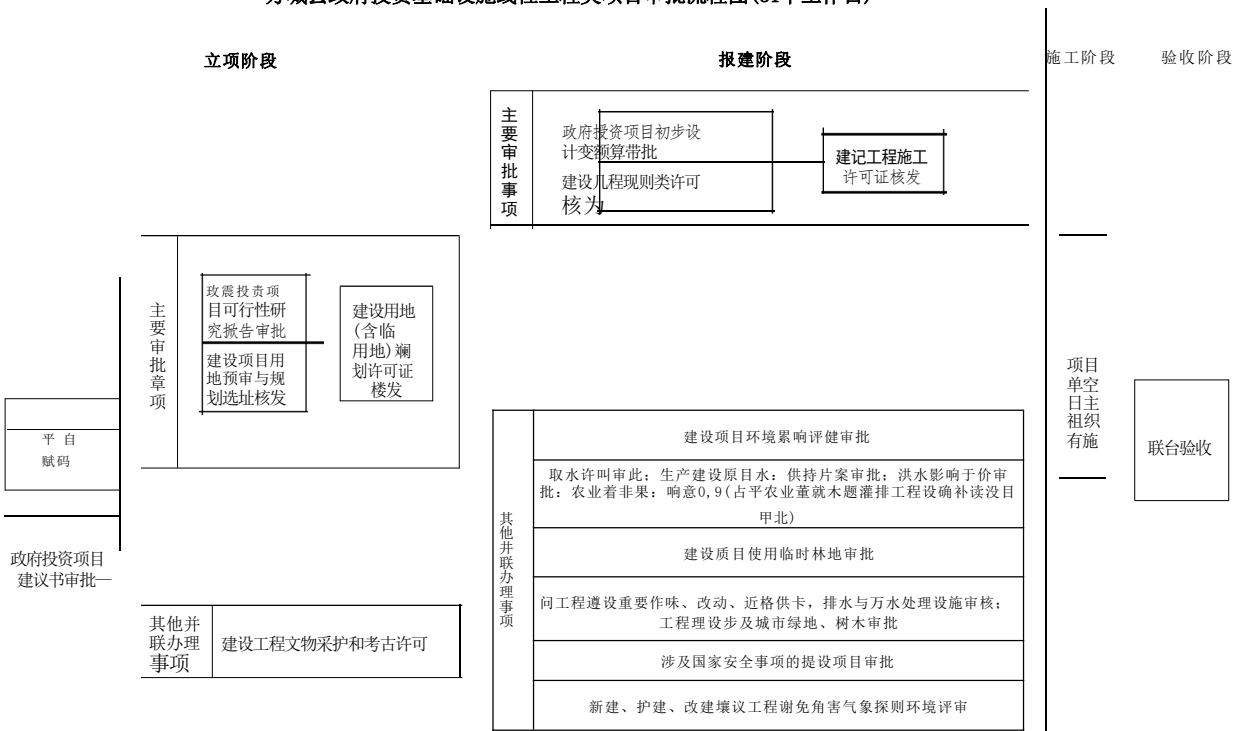 立项阶段
报建阶段
施工阶段
验收阶段
主要审批事项
政府授资项目初步设
计变额算带批
建设几程现则类许可
核为
建记工程施工
许可证核发
主要审批章项
玫震投责项
目可行性研
究掀告审批
建设项目用
地预审与规
划选址核发
建设用地
(含临
用地)斓
划许可证
楼发
平自
赋码
政府投资项目
建议书审批—
其他并
联办理
事项
建设工程文物采护和考古许可
其他井联办理事项
建设项目环境累响评健审批
取水许叫审此；生产建设原目水：供持片案审批；洪水影响于价审
批：农业着非果：响意0,9(占平农业董就木题灌排工程设确补读没目
甲北)
建设质目使用临时林地审批
问工程遵设重要作味、改动、近格供卡，排水与万水处理设施审核；
工程理设步及城市绿地、树木审批
涉及国家安全事项的提设项目审批
新建、护建、改建壤议工程谢免角害气象探则环境评审
项目
单空
日主
祖织
有施
联台验收